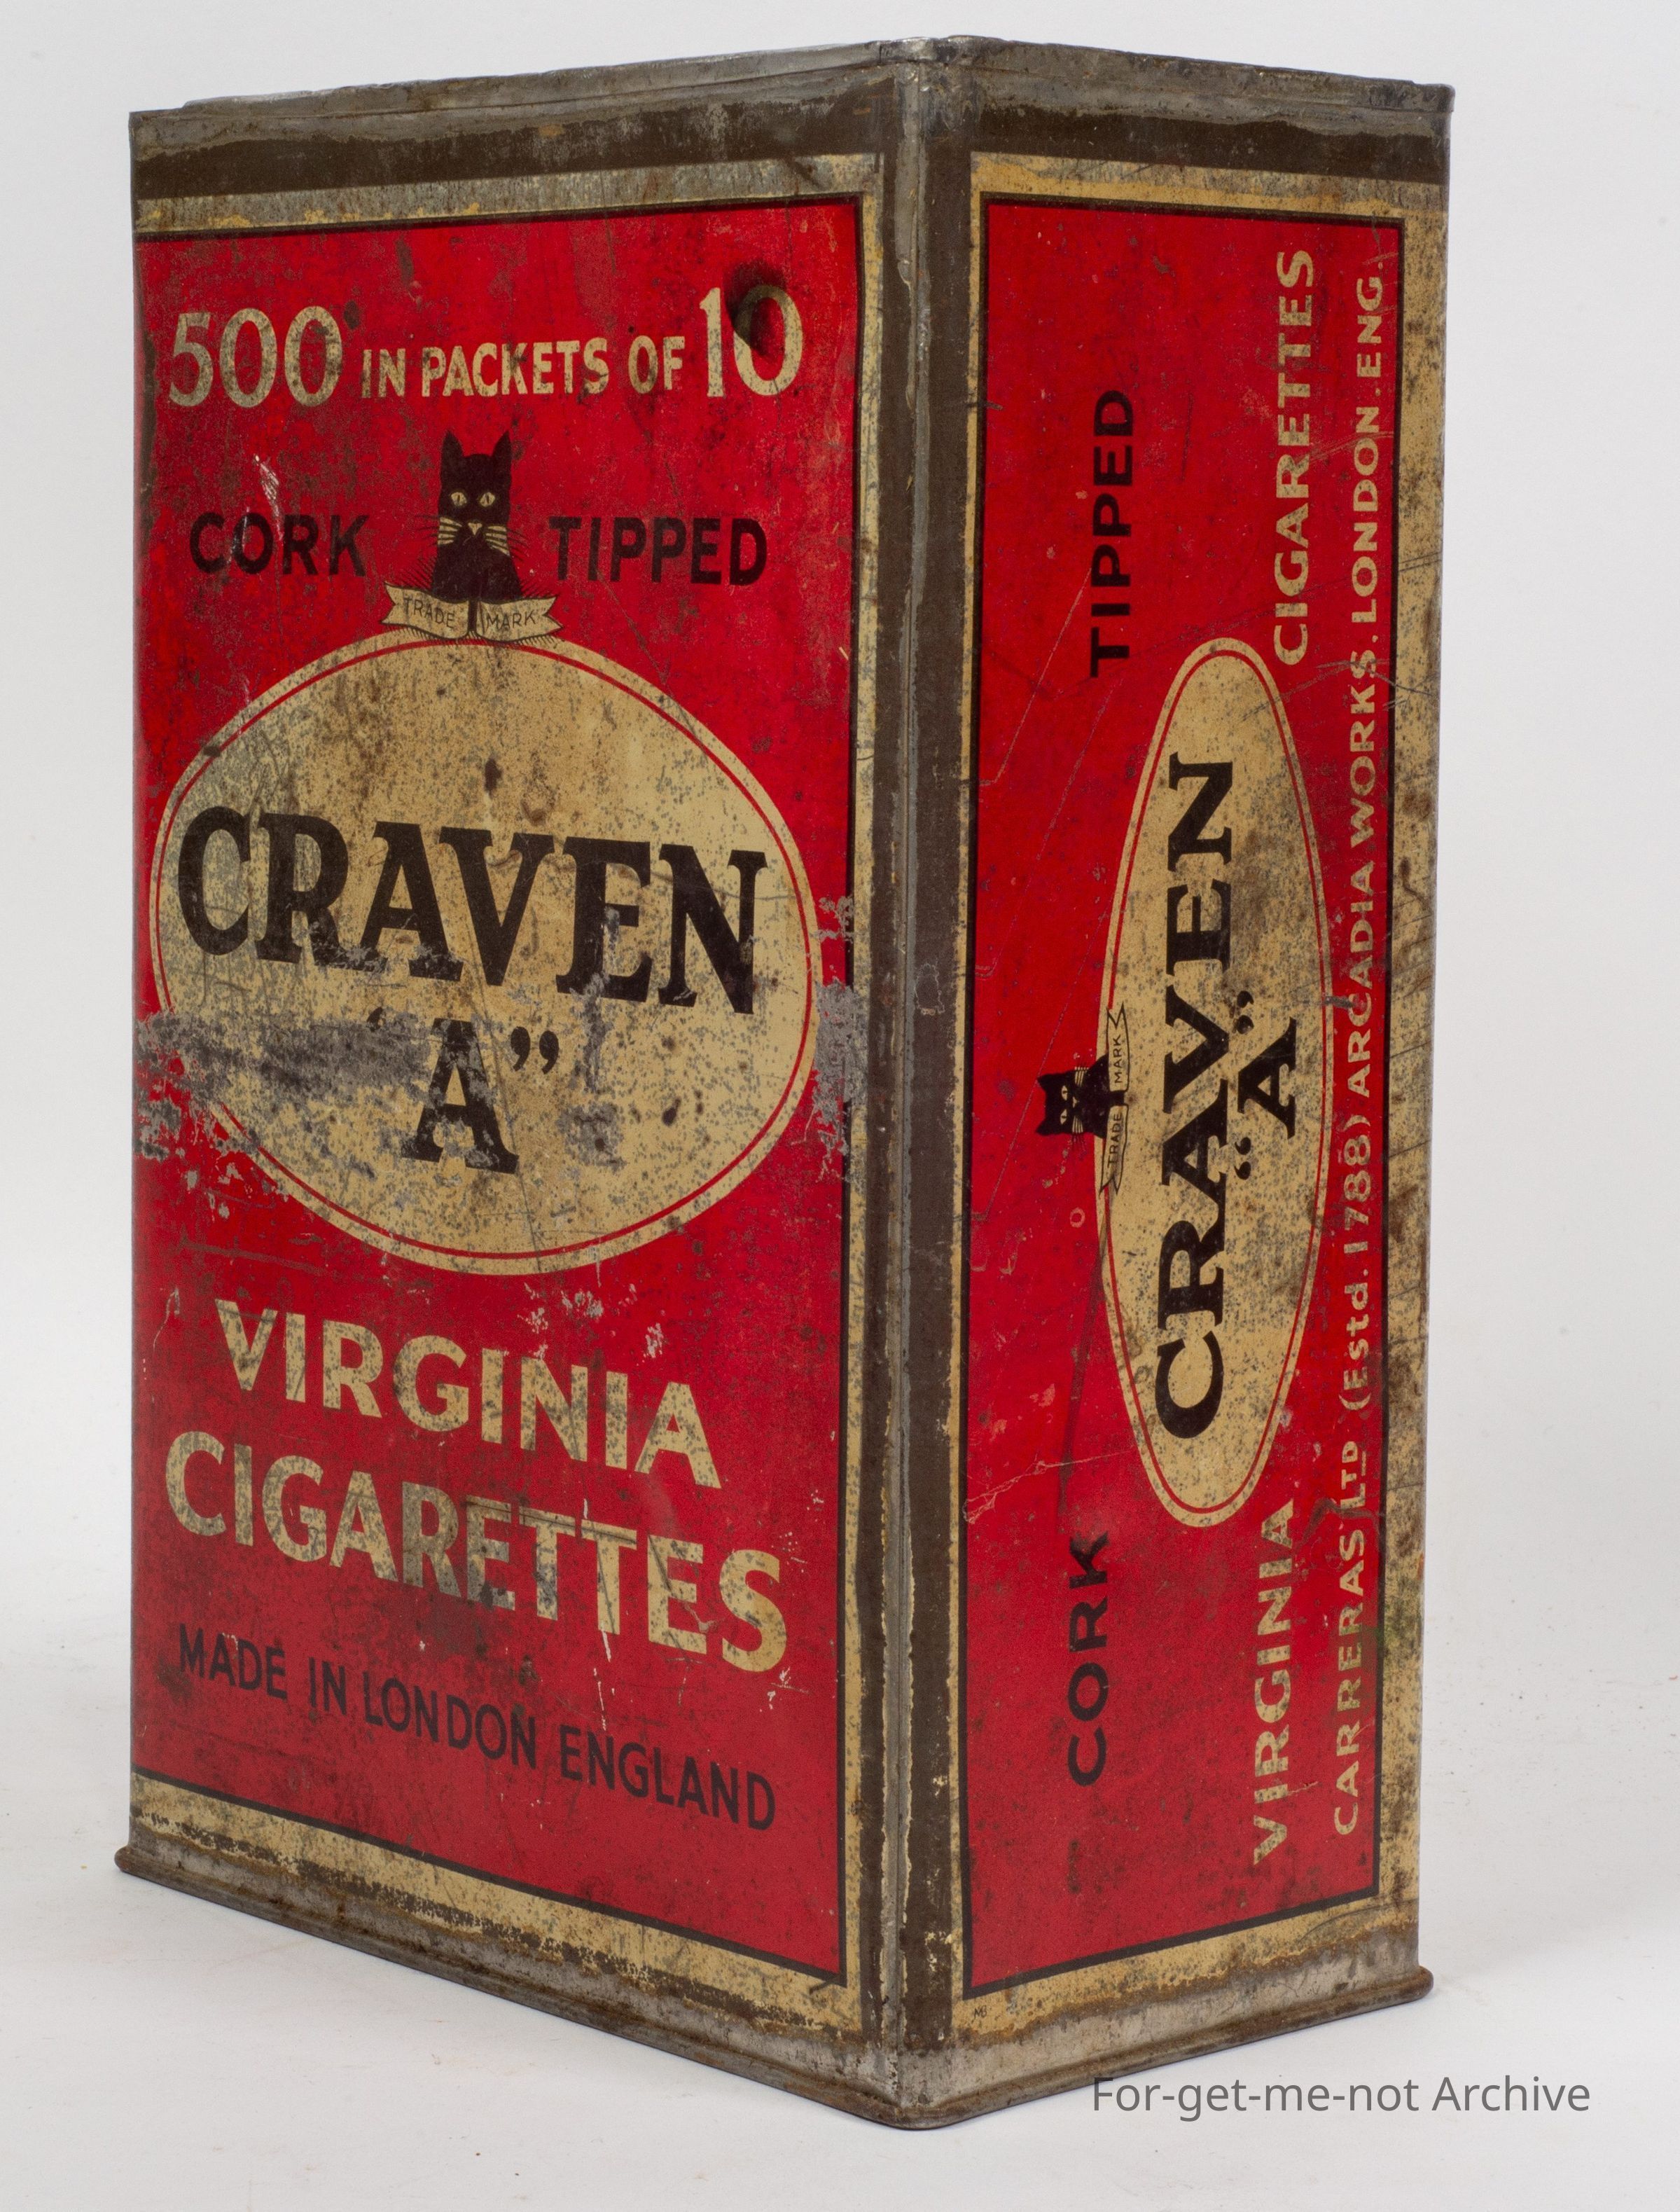 500 IN PACKETS OF 10
CORK TIPPED
TRADE MARK
CRAVEN
"A"
VIRGINIA
CIGARETTES
MADE IN LONDON ENGLAND
CORK TIPPED
TRADE MARK
CRAVEN
"A"
VIRGINIA CIGARETTES
CARRERAS LTD (Estd. 1788) ARCADIA WORKS. LONDON. ENG.
For-get-me-not Archive